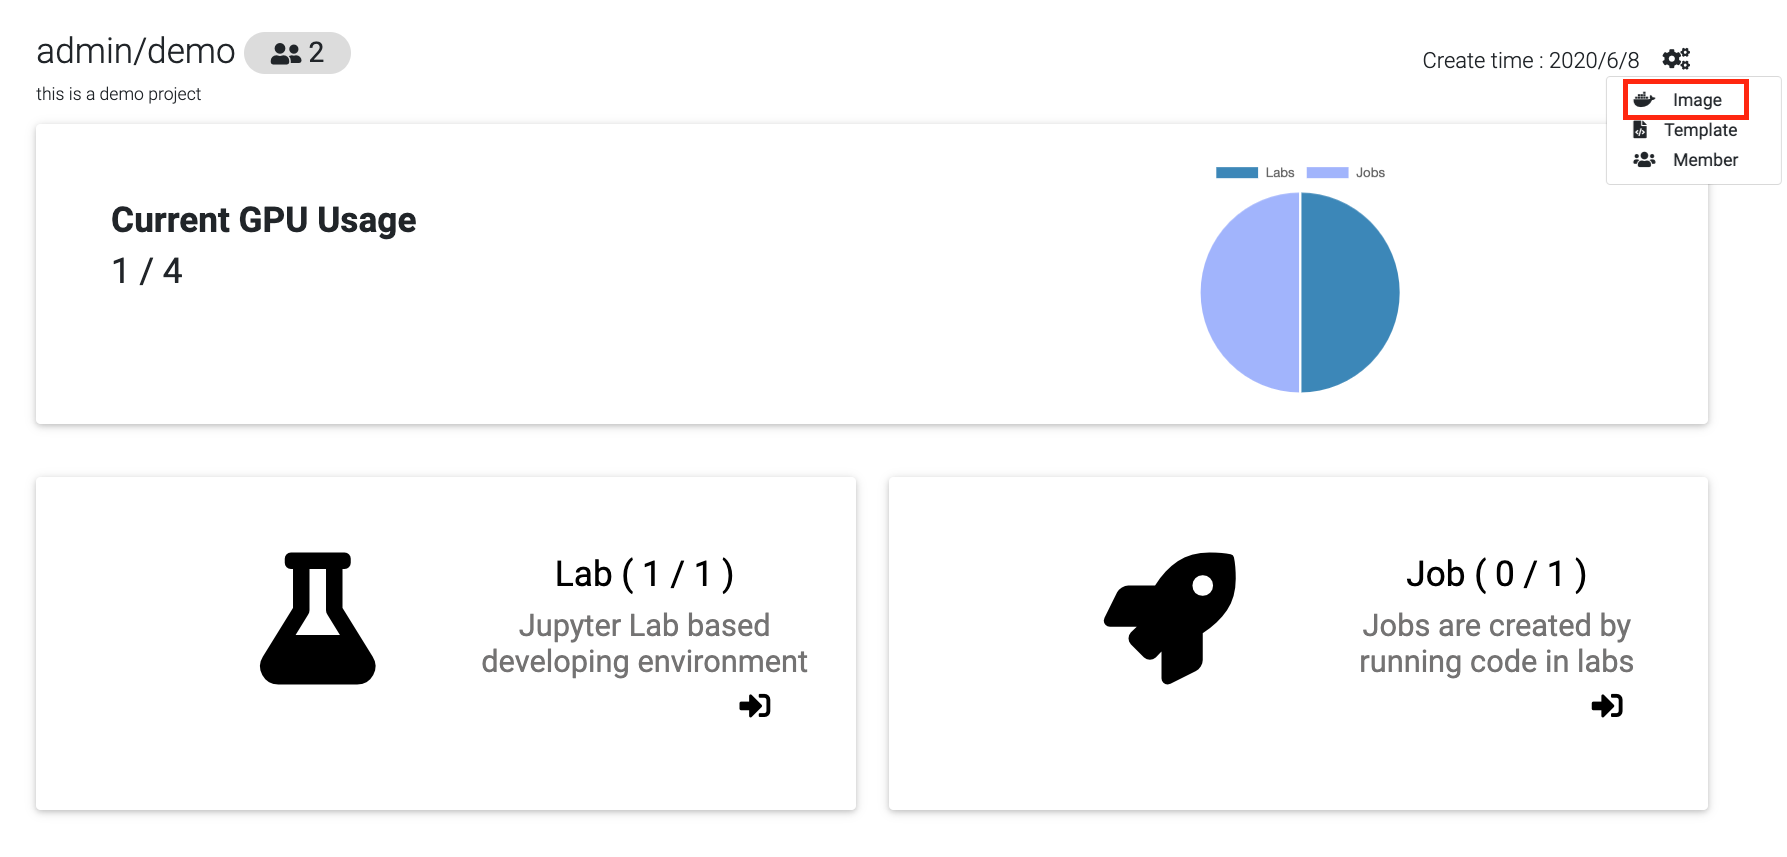 admin/demo 2
this is a demo project
Create time : 2020/6/8
Image
Template
Member
Current GPU Usage
1 / 4
Labs Jobs
Lab ( 1 / 1 )
Jupyter Lab based
developing environment
Job ( 0 / 1 )
Jobs are created by
running code in labs